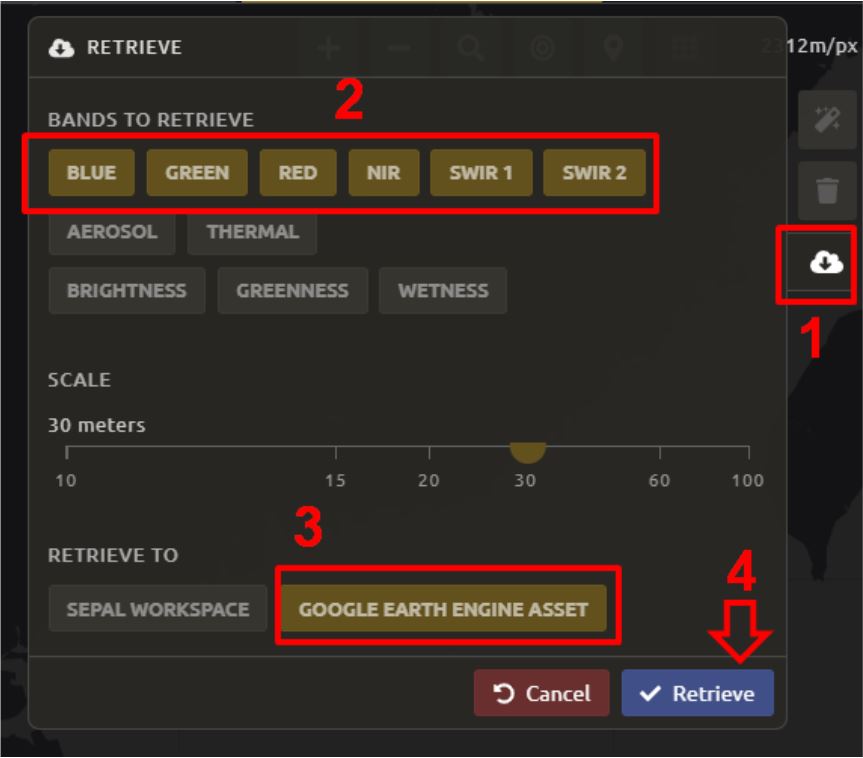 RETRIEVE
2312m/px
2
BANDS TO RETRIEVE
BLUE GREEN RED NIR SWIR 1 SWIR 2
AEROSOL THERMAL
BRIGHTNESS GREENNESS WETNESS
1
SCALE
30 meters
10 15 20 30 60 100
3
RETRIEVE TO
4
SEPAL WORKSPACE GOOGLE EARTH ENGINE ASSET
Cancel Retrieve